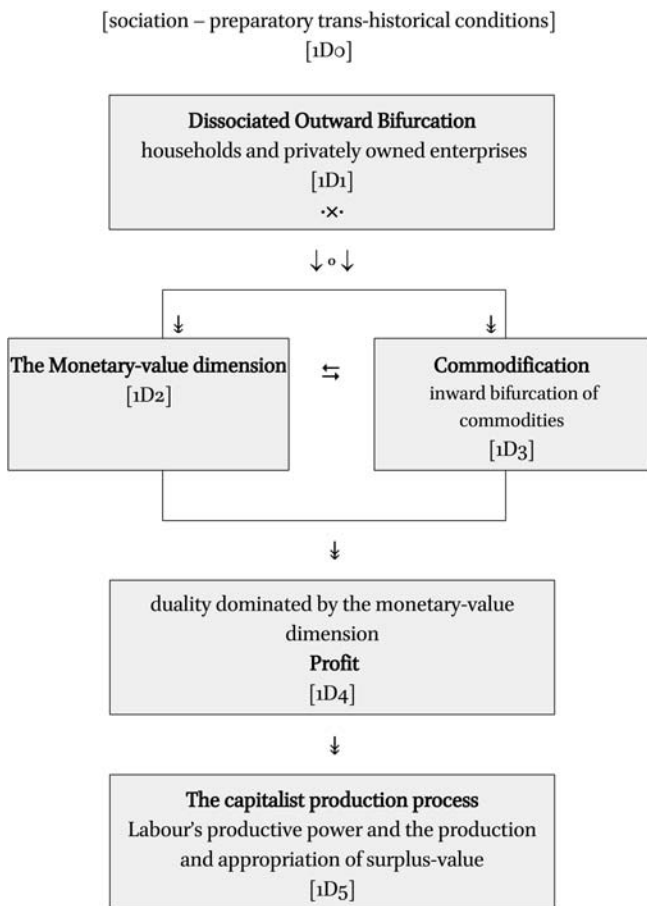 [sociation – preparatory trans-historical conditions]
[1D0]
Dissociated Outward Bifurcation
households and privately owned enterprises
[1D1]
·×·
↓ o ↓
↡ ↡
The Monetary-value dimension
[1D2]
⇆
Commodification
inward bifurcation of
commodities
[1D3]
↡
duality dominated by the monetary-value
dimension
Profit
[1D4]
↡
The capitalist production process
Labour's productive power and the production
and appropriation of surplus-value
[1D5]